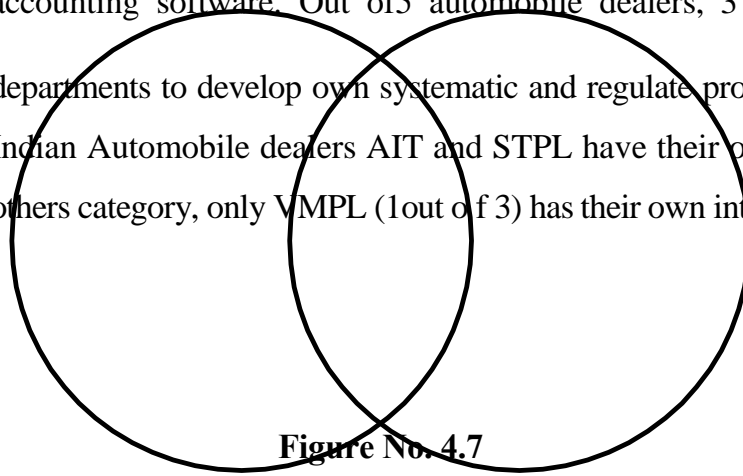 accounting software. Out of5 automobile dealers, 3
departments to develop own systematic and regulate pro
Indian Automobile dealers AIT and STPL have their o
others category, only VMPL (1out o f 3) has their own int
Figure No. 4.7